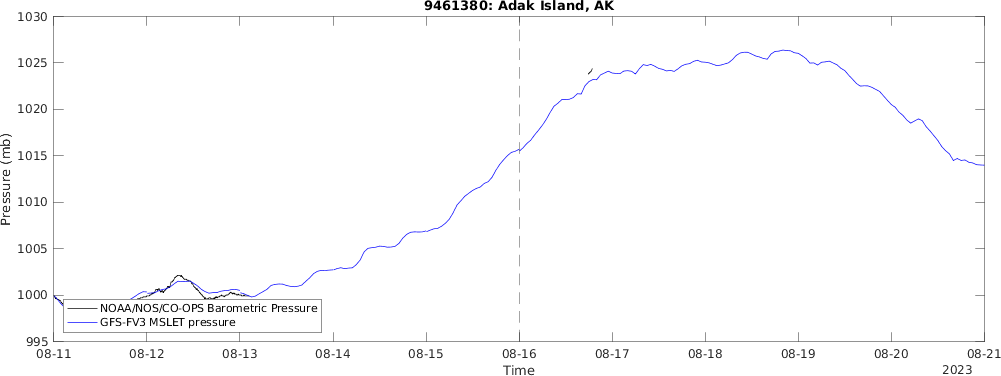 9461380: Adak Island, AK
Pressure (mb)
1030
1025
1020
1015
1010
1005
1000
995
NOAA/NOS/CO-OPS Barometric Pressure
GFS-FV3 MSLET pressure
08-11 08-12 08-13 08-14 08-15 08-16 08-17 08-18 08-19 08-20 08-21
Time
2023